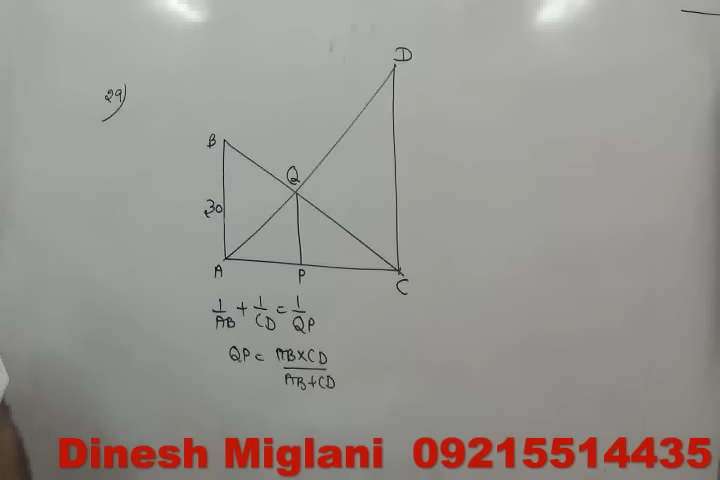 29)
D
B
Q
30
A
P
C
1/AB + 1/CD = 1/QP
QP = AB×CD/AB+CD
Dinesh Miglani 09215514435